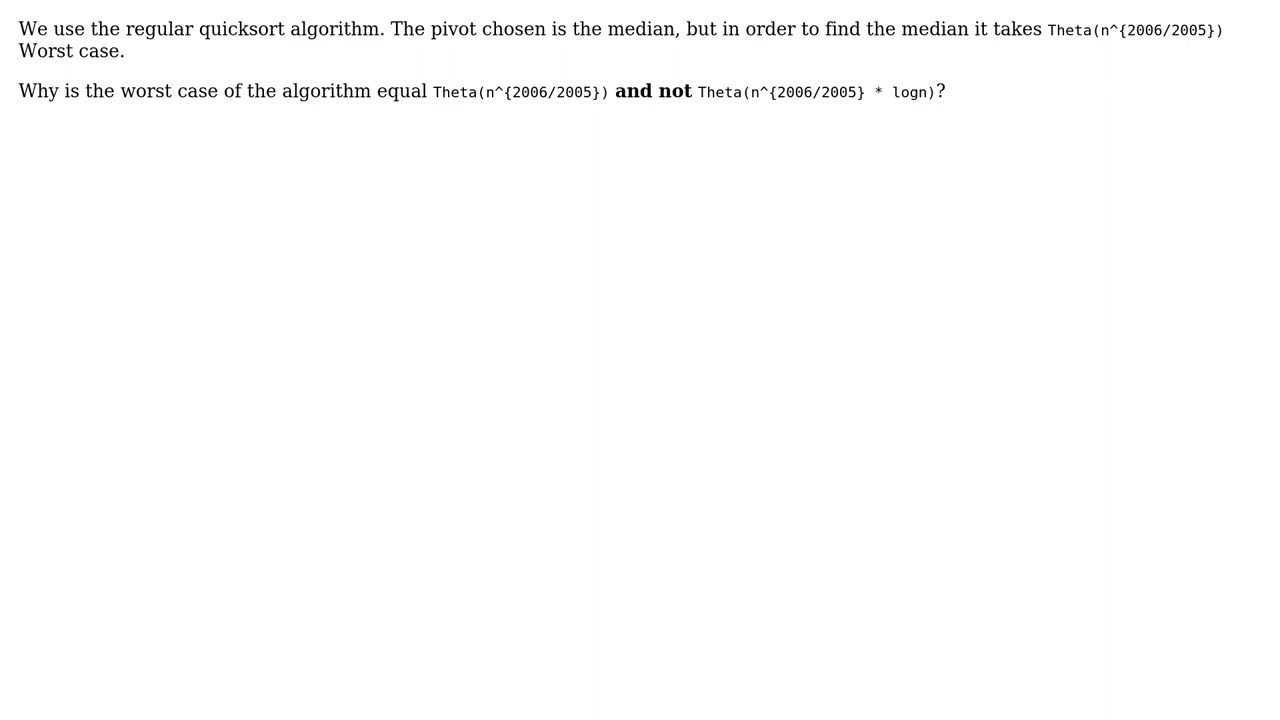 We use the regular quicksort algorithm. The pivot chosen is the median, but in order to find the median it takes Theta(n^{2006/2005})
Worst case.
Why is the worst case of the algorithm equal Theta(n^{2006/2005}) and not Theta(n^{2006/2005} * logn)?